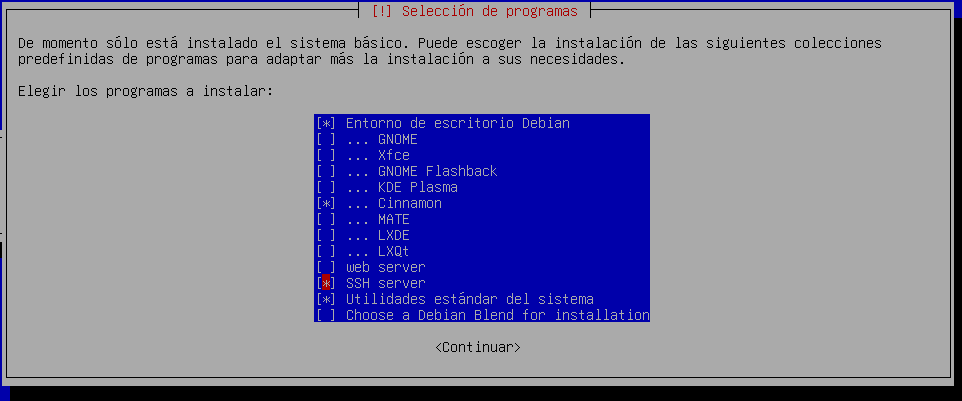 [!] Selección de programas
De momento sólo está instalado el sistema básico. Puede escoger la instalación de las siguientes colecciones
predefinidas de programas para adaptar más la instalación a sus necesidades.
Elegir los programas a instalar:
[*] Entorno de escritorio Debian
[ ] ... GNOME
[ ] ... Xfce
[ ] ... GNOME Flashback
[ ] ... KDE Plasma
[*] ... Cinnamon
[ ] ... MATE
[ ] ... LXDE
[ ] ... LXQt
[ ] web server
[*] SSH server
[*] Utilidades estándar del sistema
[ ] Choose a Debian Blend for installation
<Continuar>